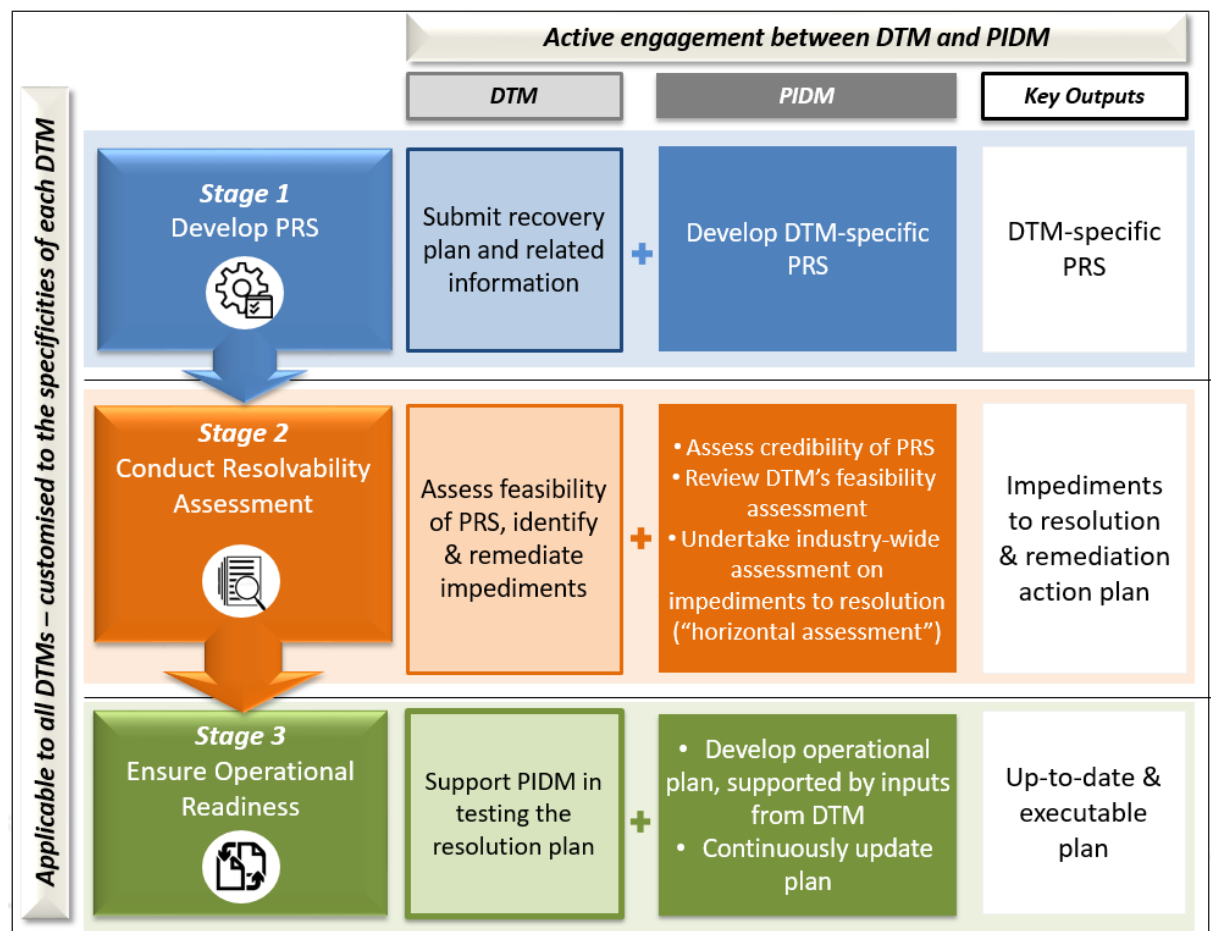 Active engagement between DTM and PIDM
DTM
PIDM
Key Outputs
Applicable to all DTMs – customised to the specificities of each DTM
Stage 1
Develop PRS
Submit recovery
plan and related
information
+
Develop DTM-specific
PRS
DTM-specific
PRS
Stage 2
Conduct Resolvability
Assessment
Assess feasibility
of PRS, identify
& remediate
impediments
+
• Assess credibility of PRS
• Review DTM's feasibility
assessment
• Undertake industry-wide
assessment on
impediments to resolution
("horizontal assessment")
Impediments
to resolution
& remediation
action plan
Stage 3
Ensure Operational
Readiness
Support PIDM in
testing the
resolution plan
+
• Develop operational
plan, supported by inputs
from DTM
• Continuously update
plan
Up-to-date &
executable
plan